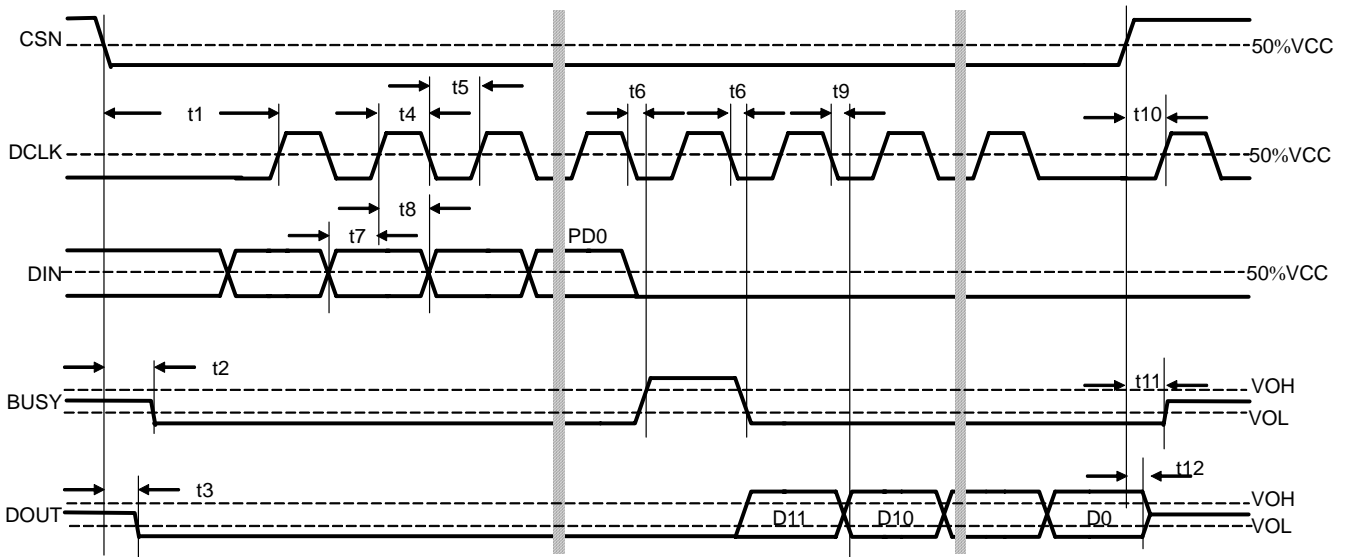 CSN
50%VCC
t5
t6
t6
t9
t1
t4
t10
DCLK
50%VCC
t8
t7
PD0
DIN
50%VCC
t2
t11
VOH
BUSY
VOL
t12
t3
VOH
DOUT
D11
D10
D0
VOL